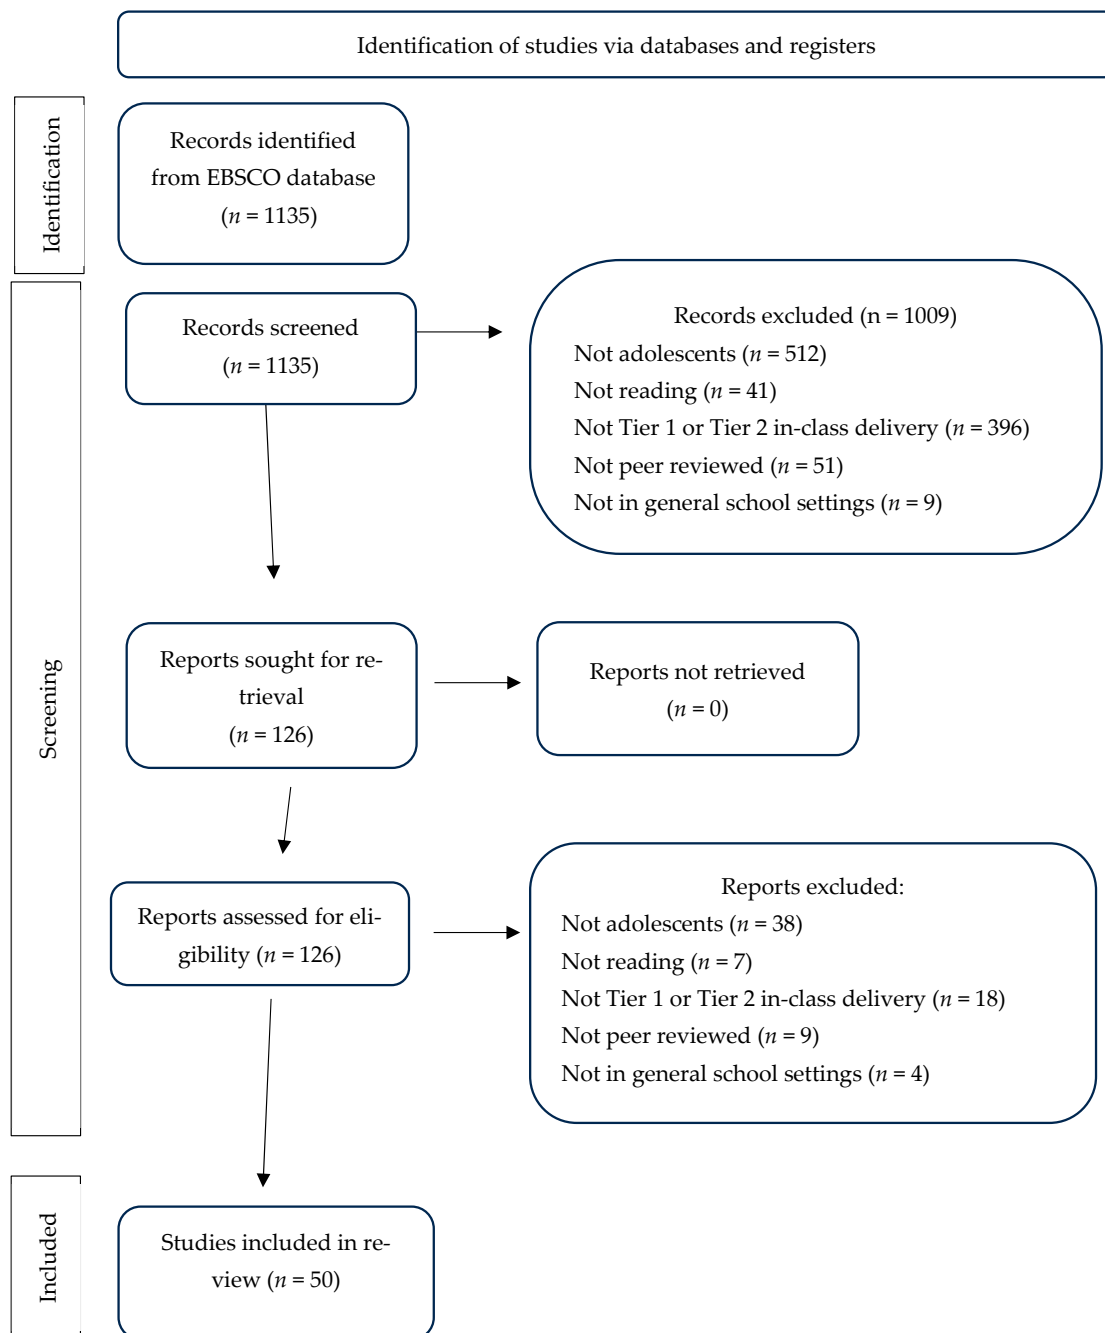 Identification of studies via databases and registers
Identification
Records identified
from EBSCO database
(n = 1135)
Screening
Records screened
(n = 1135)
Records excluded (n = 1009)
Not adolescents (n = 512)
Not reading (n = 41)
Not Tier 1 or Tier 2 in-class delivery (n = 396)
Not peer reviewed (n = 51)
Not in general school settings (n = 9)
Reports sought for re-
trieval
(n = 126)
Reports not retrieved
(n = 0)
Reports assessed for eli-
gibility (n = 126)
Reports excluded:
Not adolescents (n = 38)
Not reading (n = 7)
Not Tier 1 or Tier 2 in-class delivery (n = 18)
Not peer reviewed (n = 9)
Not in general school settings (n = 4)
Included
Studies included in re-
view (n = 50)